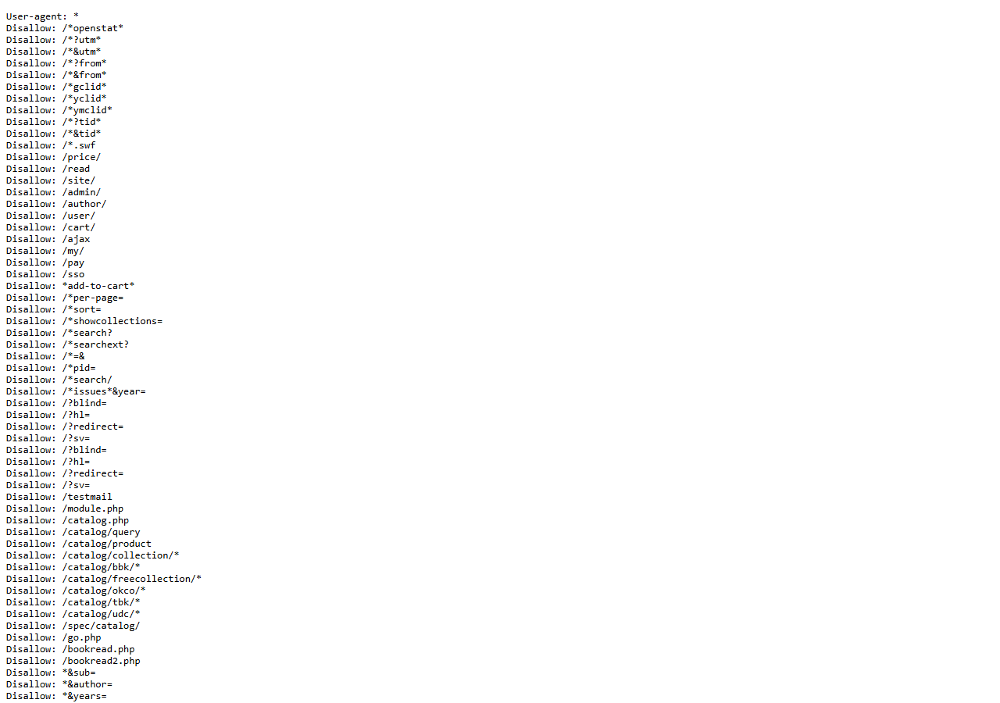 User-agent: *
Disallow: /*openstat*
Disallow: /*?utm*
Disallow: /*&utm*
Disallow: /*?from*
Disallow: /*&from*
Disallow: /*gclid*
Disallow: /*yclid*
Disallow: /*ymclid*
Disallow: /*?tid*
Disallow: /*&tid*
Disallow: /*.swf
Disallow: /price/
Disallow: /read
Disallow: /site/
Disallow: /admin/
Disallow: /author/
Disallow: /user/
Disallow: /cart/
Disallow: /ajax
Disallow: /my/
Disallow: /pay
Disallow: /sso
Disallow: *add-to-cart*
Disallow: /*per-page=
Disallow: /*sort=
Disallow: /*showcollections=
Disallow: /*search?
Disallow: /*searchext?
Disallow: /*=&
Disallow: /*pid=
Disallow: /*search/
Disallow: /*issues*&year=
Disallow: /?blind=
Disallow: /?hl=
Disallow: /?redirect=
Disallow: /?sv=
Disallow: /?blind=
Disallow: /?hl=
Disallow: /?redirect=
Disallow: /?sv=
Disallow: /testmail
Disallow: /module.php
Disallow: /catalog.php
Disallow: /catalog/query
Disallow: /catalog/product
Disallow: /catalog/collection/*
Disallow: /catalog/bbk/*
Disallow: /catalog/freecollection/*
Disallow: /catalog/okco/*
Disallow: /catalog/tbk/*
Disallow: /catalog/udc/*
Disallow: /spec/catalog/
Disallow: /go.php
Disallow: /bookread.php
Disallow: /bookread2.php
Disallow: *&sub=
Disallow: *&author=
Disallow: *&years=